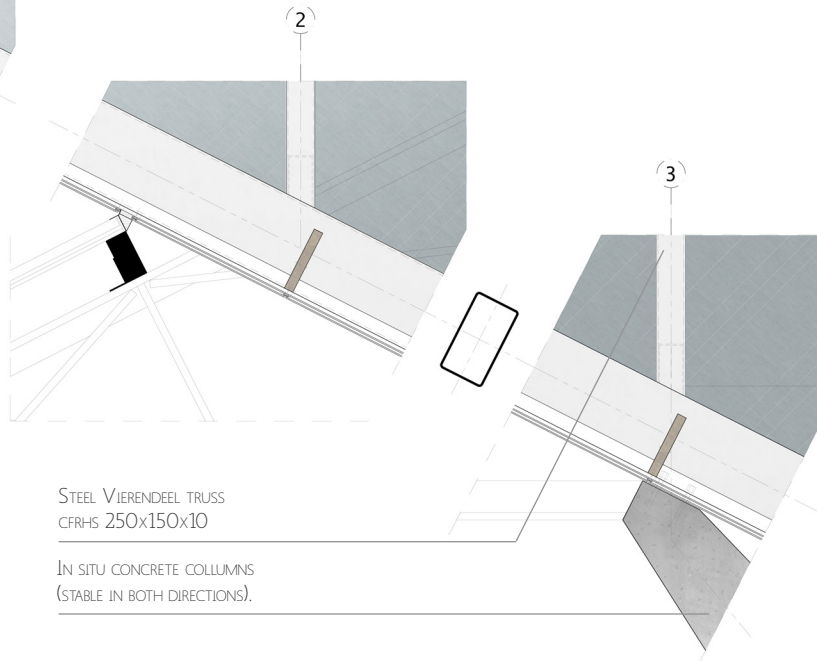 2
3
Steel Vierendeel truss
cfrhs 250x150x10
In situ concrete collumns
(stable in both directions).